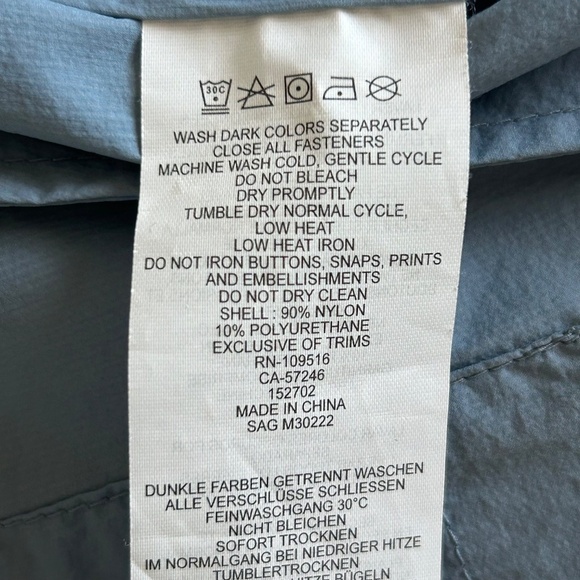 30C
WASH DARK COLORS SEPARATELY
CLOSE ALL FASTENERS
MACHINE WASH COLD, GENTLE CYCLE
DO NOT BLEACH
DRY PROMPTLY
TUMBLE DRY NORMAL CYCLE,
LOW HEAT
LOW HEAT IRON
DO NOT IRON BUTTONS, SNAPS, PRINTS
AND EMBELLISHMENTS
DO NOT DRY CLEAN
SHELL : 90% NYLON
10% POLYURETHANE
EXCLUSIVE OF TRIMS
RN-109516
CA-57246
152702
MADE IN CHINA
SAG M30222
DUNKLE FARBEN GETRENNT WASCHEN
ALLE VERSCHLÜSSE SCHLIESSEN
FEINWASCHGANG 30°C
NICHT BLEICHEN
SOFORT TROCKNEN
IM NORMALGANG BEI NIEDRIGER HITZE
TUMBLERTROCKNEN
BEI NIEDRIGER HITZE BÜGELN